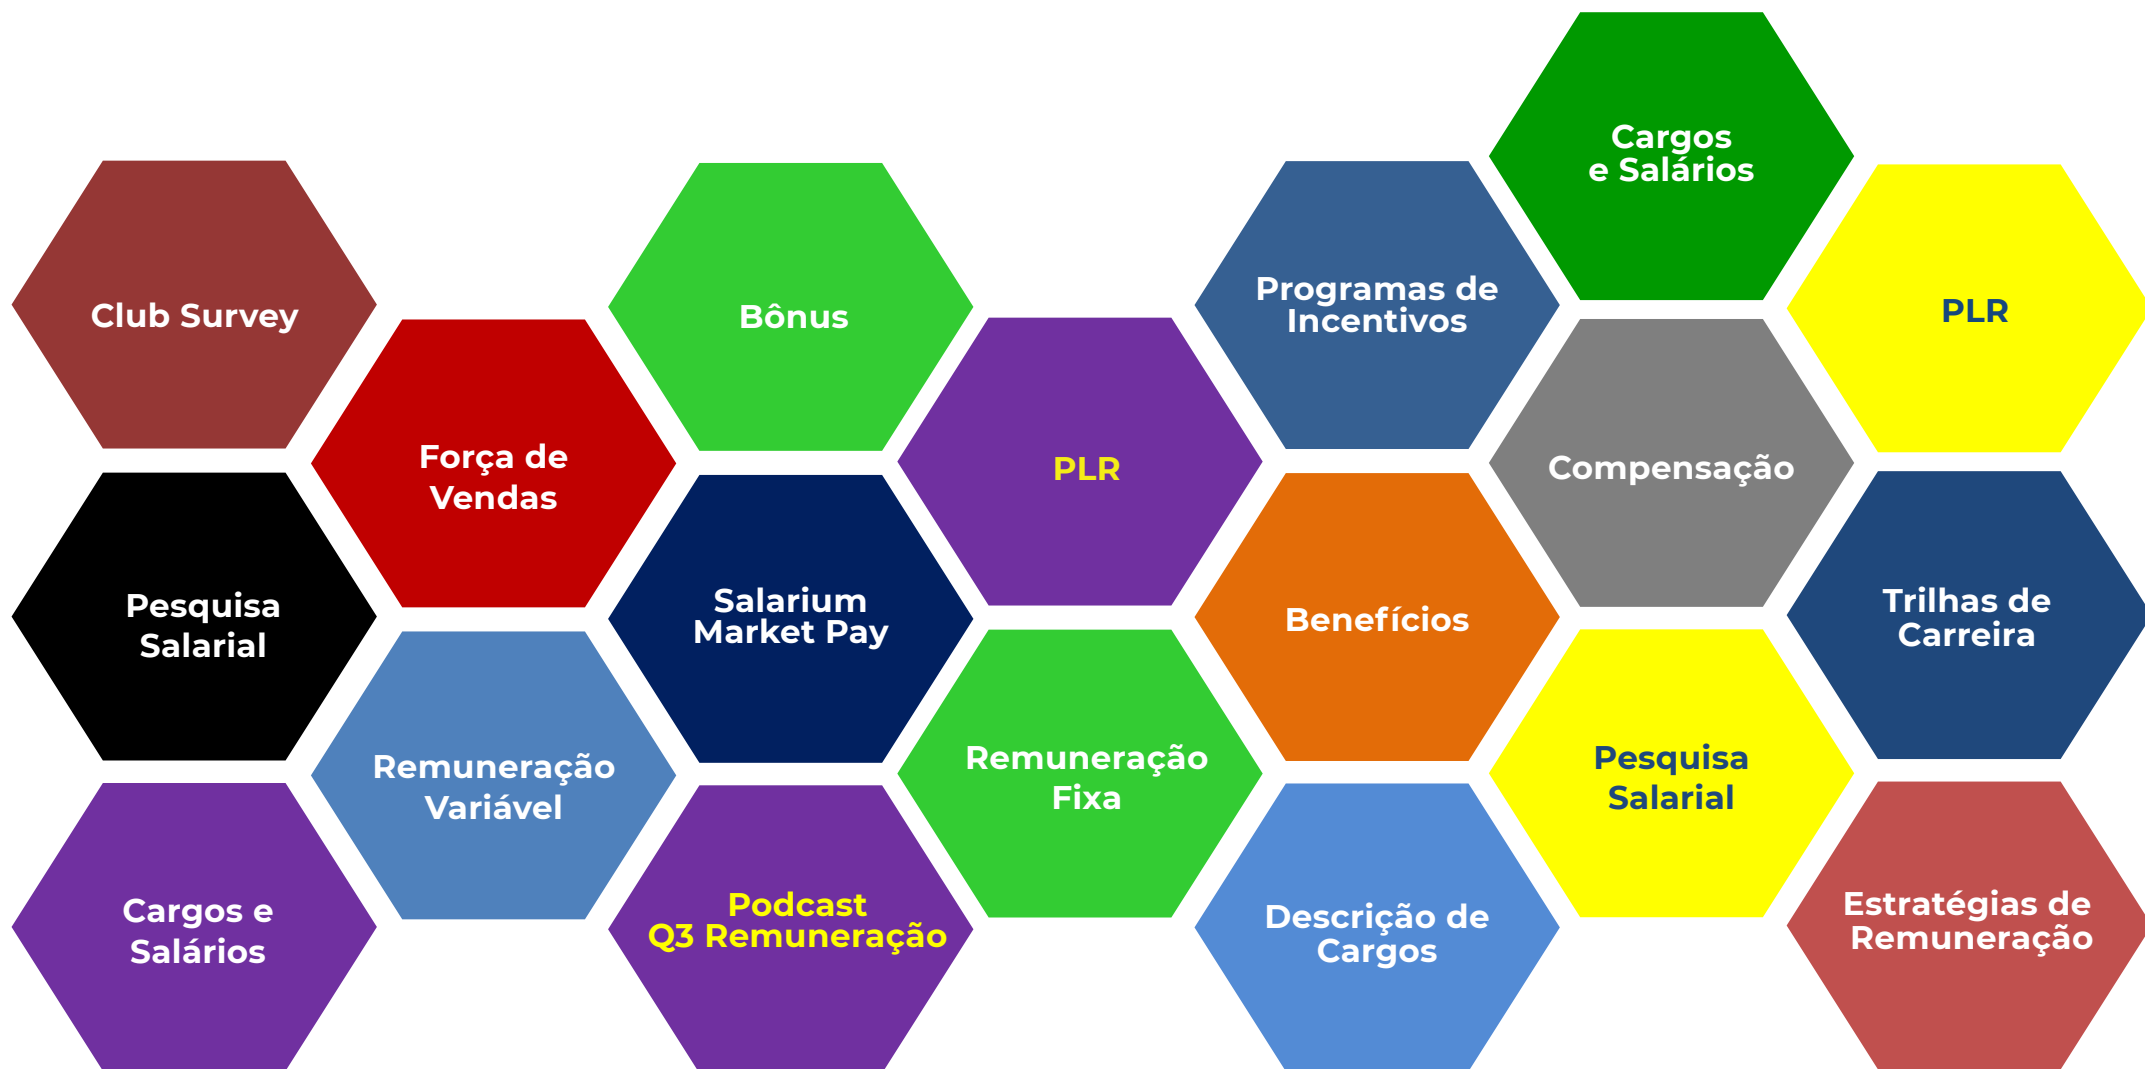 Cargos
e Salários
Club Survey
Bônus
Programas de
Incentivos
PLR
Força de
Vendas
PLR
Compensação
Pesquisa
Salarial
Salarium
Market Pay
Benefícios
Trilhas de
Carreira
Remuneração
Variável
Remuneração
Fixa
Pesquisa
Salarial
Cargos e
Salários
Podcast
Q3 Remuneração
Descrição de
Cargos
Estratégias de
Remuneração